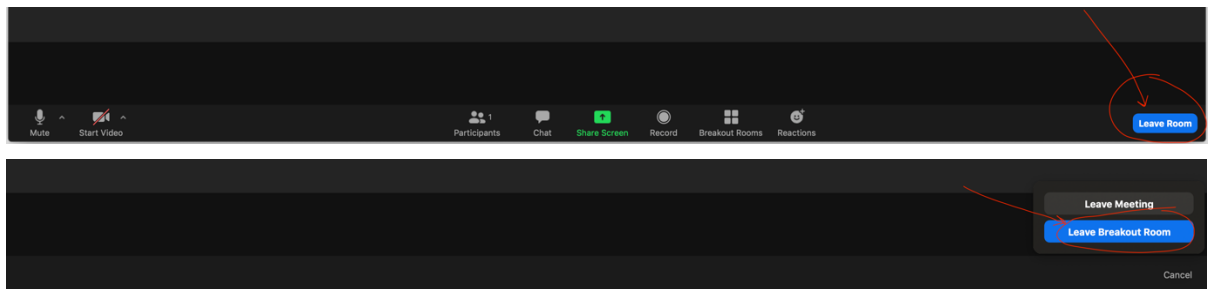 1
Mute Start Video Participants Chat Share Screen Record Breakout Rooms Reactions Leave Room
Leave Meeting
Leave Breakout Room
Cancel